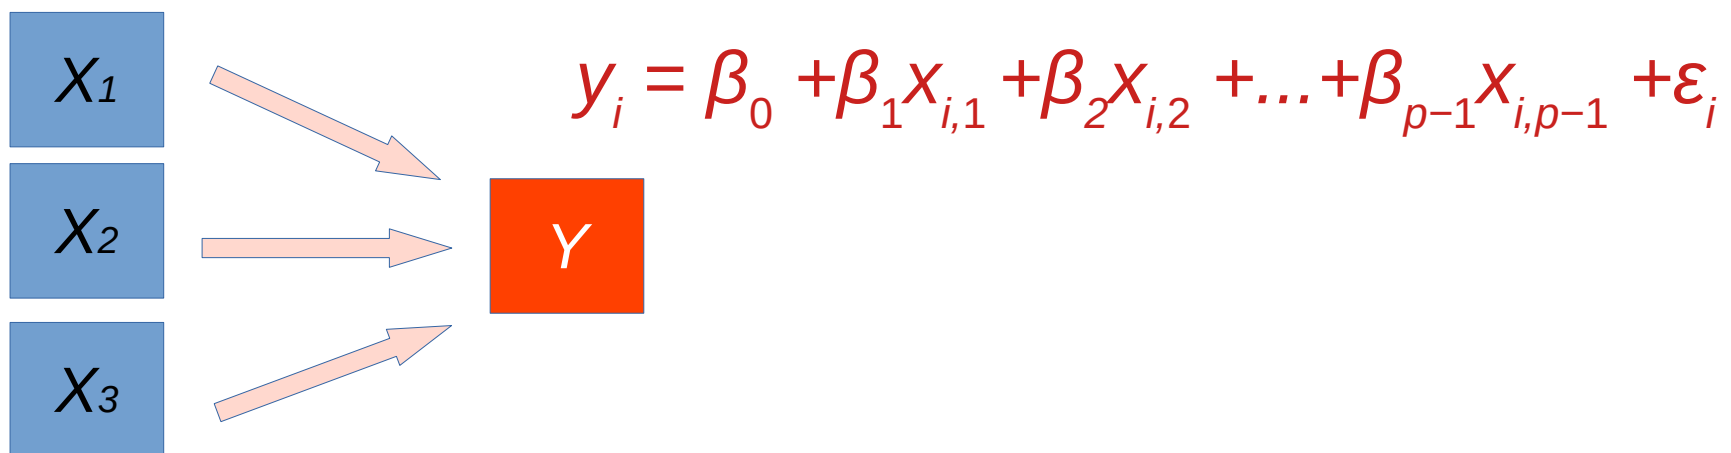 X1
yi = β0 +β1xi,1 +β2xi,2 +...+βp−1xi,p−1 +εi
X2
Y
X3